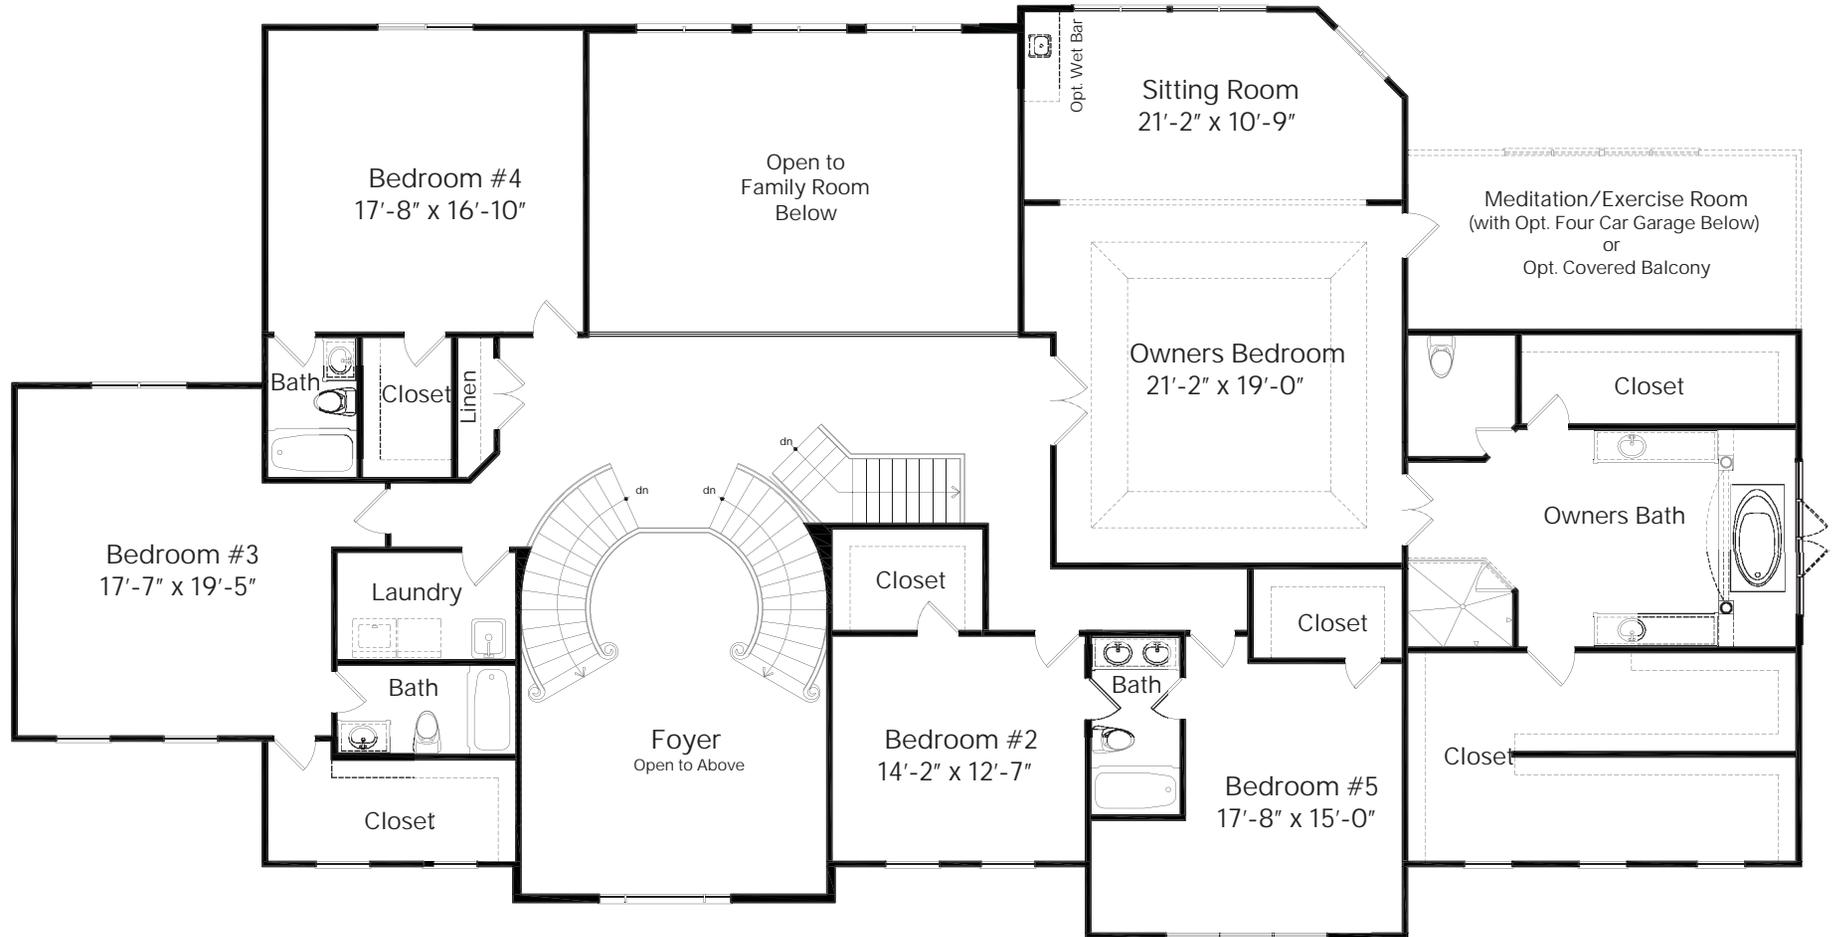 Opt. Wet Bar
Sitting Room
21'-2" x 10'-9"
Bedroom #4
17'-8" x 16'-10"
Open to
Family Room
Below
Meditation/Exercise Room
(with Opt. Four Car Garage Below)
or
Opt. Covered Balcony
Owners Bedroom
21'-2" x 19'-0"
Bath
Closet
Linen
Closet
dn
dn
dn
Owners Bath
Bedroom #3
17'-7" x 19'-5"
Laundry
Closet
Closet
Bath
Bath
Foyer
Open to Above
Bedroom #2
14'-2" x 12'-7"
Bedroom #5
17'-8" x 15'-0"
Closet
Closet